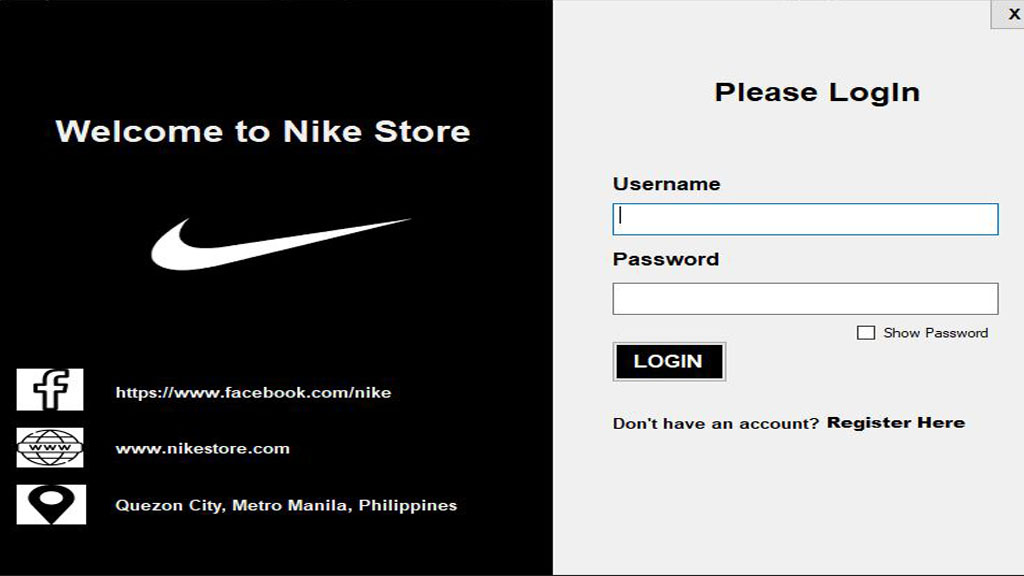 X
Welcome to Nike Store
https://www.facebook.com/nike
WWW
www.nikestore.com
Quezon City, Metro Manila, Philippines
Please LogIn
Username
Password
Show Password
LOGIN
Don't have an account? Register Here